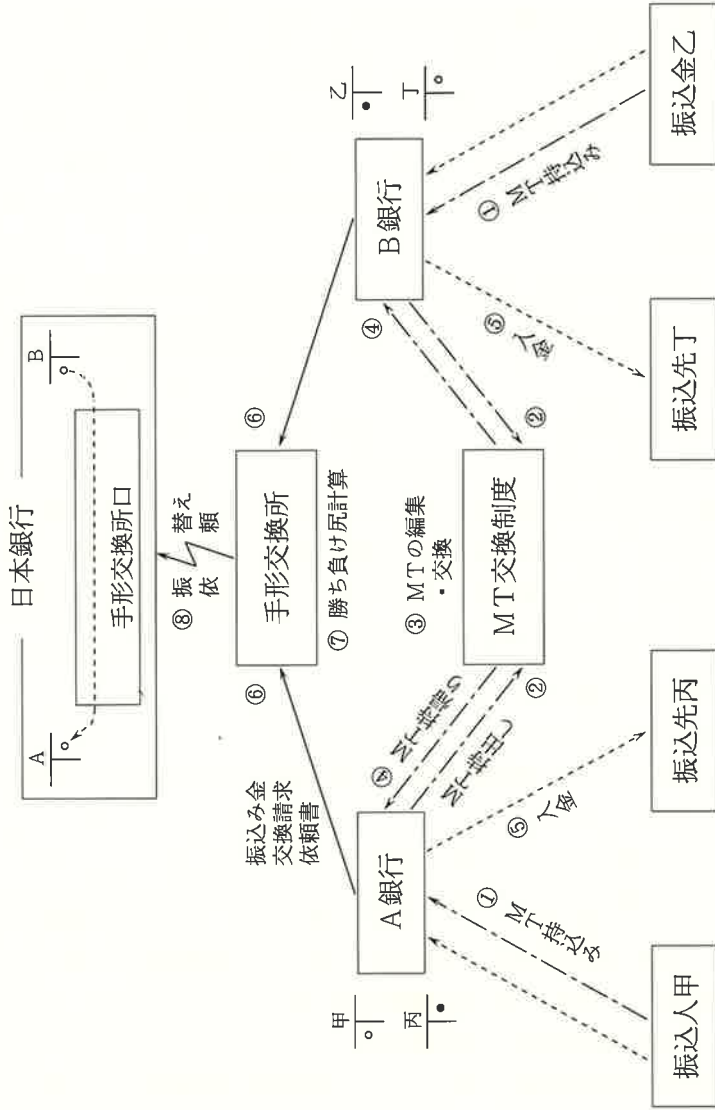 日本銀行
A
B
手形交換所口
⑧ 振 替え
依 頼
⑥
手形交換所
⑥
⑦ 勝ち負け尻計算
振込み金
交換請求
依頼書
甲
丙
A銀行
④ MT持帰り
MT持出し
②
③ MTの編集
・交換
MT交換制度
②
④
B銀行
乙
丁
① MT持込み
⑤ 入金
⑤ 入金
① MT持込み
振込人甲
振込先丙
振込先丁
振込金乙